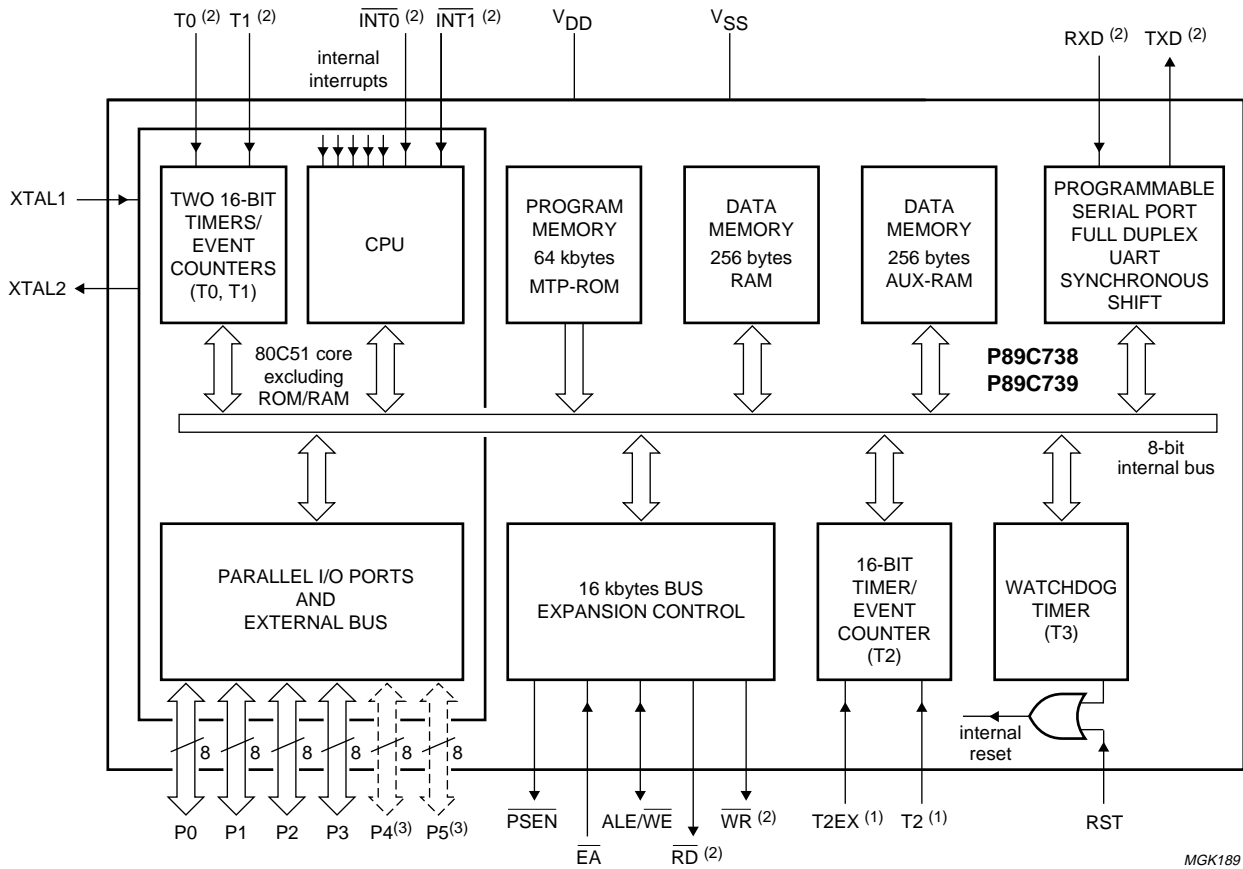 T0 (2)
T1 (2)
INT0 (2)
INT1 (2)
VDD
VSS
RXD (2)
TXD (2)
internal
interrupts
XTAL1
XTAL2
TWO 16-BIT
TIMERS/
EVENT
COUNTERS
(T0, T1)
CPU
PROGRAM
MEMORY
64 kbytes
MTP-ROM
DATA
MEMORY
256 bytes
RAM
DATA
MEMORY
256 bytes
AUX-RAM
PROGRAMMABLE
SERIAL PORT
FULL DUPLEX
UART
SYNCHRONOUS
SHIFT
80C51 core
excluding
ROM/RAM
P89C738
P89C739
8-bit
internal bus
PARALLEL I/O PORTS
AND
EXTERNAL BUS
16 kbytes BUS
EXPANSION CONTROL
16-BIT
TIMER/
EVENT
COUNTER
(T2)
WATCHDOG
TIMER
(T3)
internal
reset
8
8
8
8
8
8
P0
P1
P2
P3
P4(3)
P5(3)
PSEN
EA
ALE/WE
RD (2)
WR (2)
T2EX (1)
T2 (1)
RST
MGK189